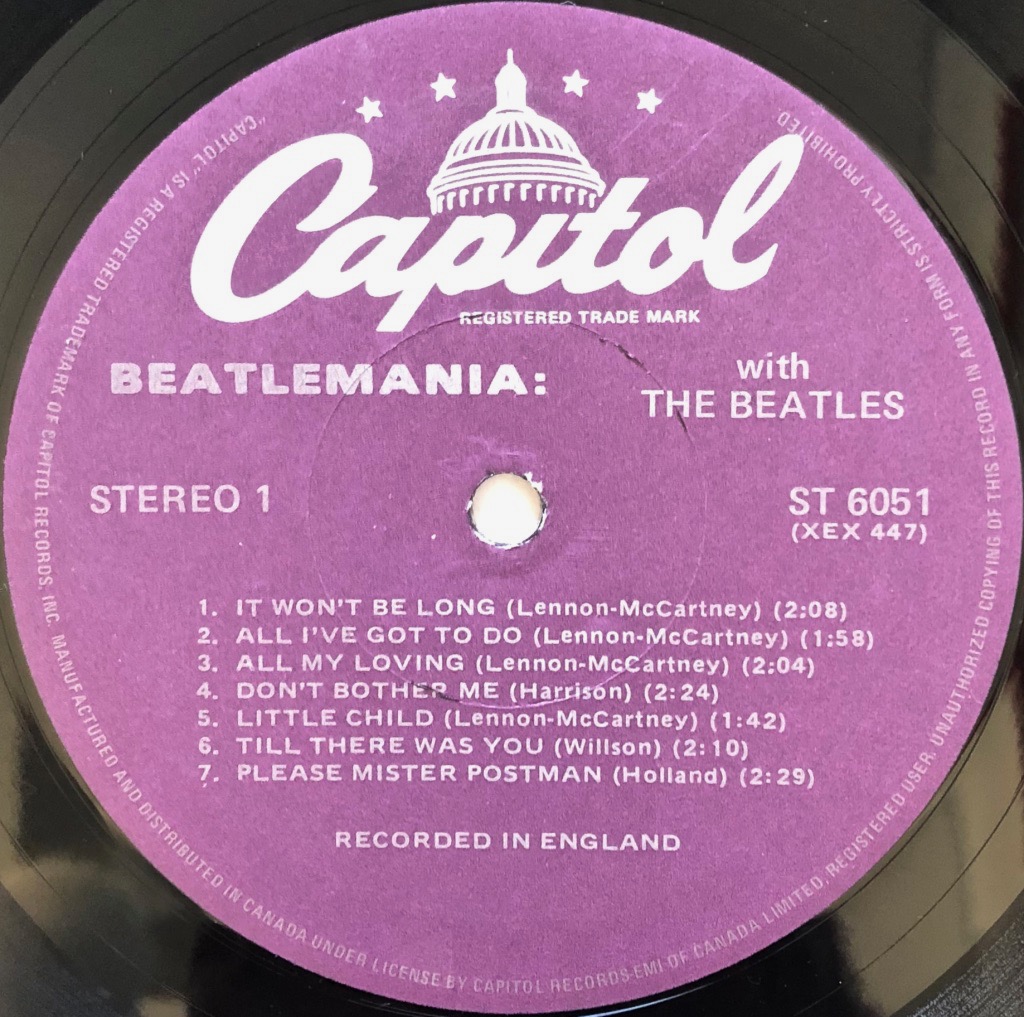 Capitol
REGISTERED TRADE MARK
BEATLEMANIA:
with
THE BEATLES
STEREO 1
ST 6051
(XEX 447)
1. IT WON'T BE LONG (Lennon-McCartney) (2:08)
2. ALL I'VE GOT TO DO (Lennon-McCartney) (1:58)
3. ALL MY LOVING (Lennon-McCartney) (2:04)
4. DON'T BOTHER ME (Harrison) (2:24)
5. LITTLE CHILD (Lennon-McCartney) (1:42)
6. TILL THERE WAS YOU (Willson) (2:10)
7. PLEASE MISTER POSTMAN (Holland) (2:29)
RECORDED IN ENGLAND
"CAPITOL" IS A REGISTERED TRADEMARK OF CAPITOL RECORDS, INC. MANUFACTURED AND DISTRIBUTED IN CANADA UNDER LICENSE BY CAPITOL RECORDS-EMI OF CANADA LIMITED, REGISTERED USER. UNAUTHORIZED COPYING OF THIS RECORD IN ANY FORM IS STRICTLY PROHIBITED